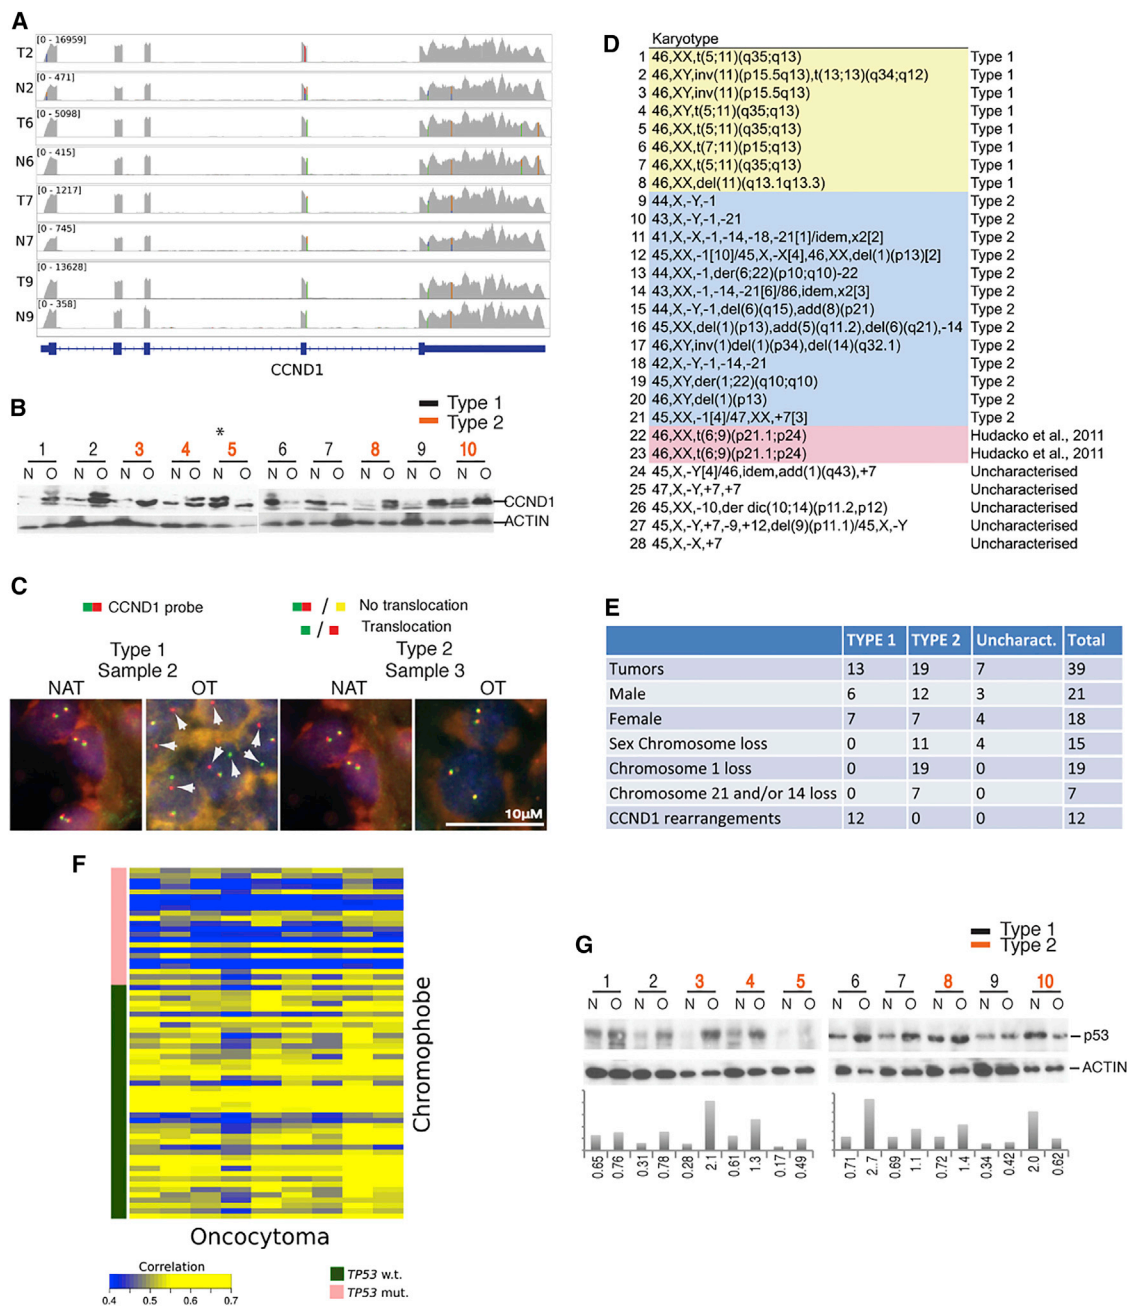 A
T2 [0 - 16959]
N2 [0 - 471]
T6 [0 - 5098]
N6 [0 - 415]
T7 [0 - 1217]
N7 [0 - 745]
T9 [0 - 13628]
N9 [0 - 358]
CCND1
B
Type 1
Type 2
*
1 2 3 4 5 6 7 8 9 10
N O N O N O N O N O N O N O N O N O N O
CCND1
ACTIN
C
CCND1 probe
/ No translocation
/ Translocation
Type 1
Sample 2
Type 2
Sample 3
NAT OT NAT OT
10µM
D
Karyotype
1 46,XX,t(5;11)(q35;q13) Type 1
2 46,XY,inv(11)(p15.5q13),t(13;13)(q34;q12) Type 1
3 46,XY,inv(11)(p15.5q13) Type 1
4 46,XY,t(5;11)(q35;q13) Type 1
5 46,XX,t(5;11)(q35;q13) Type 1
6 46,XX,t(7;11)(p15;q13) Type 1
7 46,XX,t(5;11)(q35;q13) Type 1
8 46,XX,del(11)(q13.1q13.3) Type 1
9 44,X,-Y,-1 Type 2
10 43,X,-Y,-1,-21 Type 2
11 41,X,-X,-1,-14,-18,-21[1]/idem,x2[2] Type 2
12 45,XX,-1[10]/45,X,-X[4],46,XX,del(1)(p13)[2] Type 2
13 44,XX,-1,der(6;22)(p10;q10)-22 Type 2
14 43,XX,-1,-14,-21[6]/86,idem,x2[3] Type 2
15 44,X,-Y,-1,del(6)(q15),add(8)(p21) Type 2
16 45,XX,del(1)(p13),add(5)(q11.2),del(6)(q21),-14 Type 2
17 46,XY,inv(1)del(1)(p34),del(14)(q32.1) Type 2
18 42,X,-Y,-1,-14,-21 Type 2
19 45,XY,der(1;22)(q10;q10) Type 2
20 46,XY,del(1)(p13) Type 2
21 45,XX,-1[4]/47,XX,+7[3] Type 2
22 46,XX,t(6;9)(p21.1;p24) Hudacko et al., 2011
23 46,XX,t(6;9)(p21.1;p24) Hudacko et al., 2011
24 45,X,-Y[4]/46,idem,add(1)(q43),+7 Uncharacterised
25 47,X,-Y,+7,+7 Uncharacterised
26 45,XX,-10,der dic(10;14)(p11.2,p12) Uncharacterised
27 45,X,-Y,+7,-9,+12,del(9)(p11.1)/45,X,-Y Uncharacterised
28 45,X,-X,+7 Uncharacterised
E
TYPE 1 TYPE 2 Uncharact. Total
Tumors 13 19 7 39
Male 6 12 3 21
Female 7 7 4 18
Sex Chromosome loss 0 11 4 15
Chromosome 1 loss 0 19 0 19
Chromosome 21 and/or 14 loss 0 7 0 7
CCND1 rearrangements 12 0 0 12
F
Chromophobe
Oncocytoma
Correlation
0.4 0.5 0.6 0.7
TP53 w.t.
TP53 mut.
G
Type 1
Type 2
1 2 3 4 5 6 7 8 9 10
N O N O N O N O N O N O N O N O N O N O
p53
ACTIN
0.65 0.76 0.31 0.78 0.28 2.1 0.61 1.3 0.17 0.49 0.71 2..7 0.69 1.1 0.72 1.4 0.34 0.42 2.0 0.62